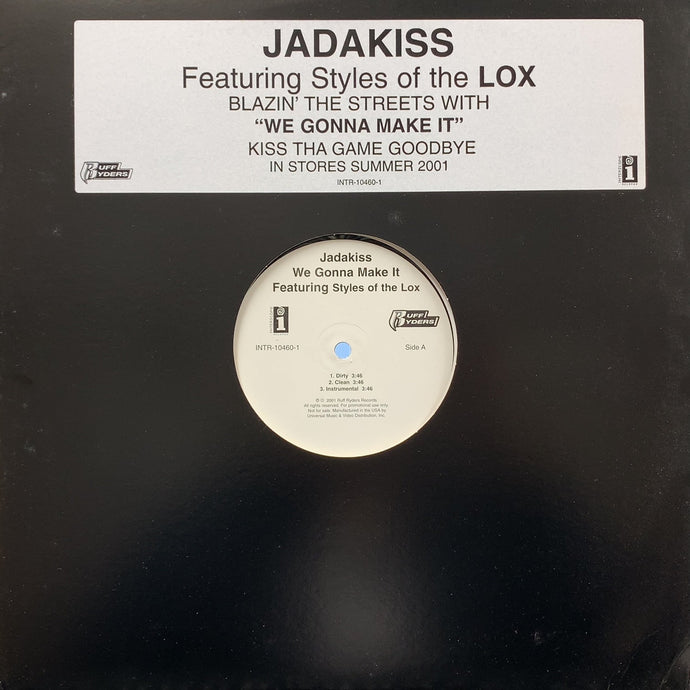 JADAKISS
Featuring Styles of the LOX
BLAZIN' THE STREETS WITH
“WE GONNA MAKE IT”
KISS THA GAME GOODBYE
IN STORES SUMMER 2001
INTR-10460-1
RUFF RYDERS
INTERSCOPE RECORDS
Jadakiss
We Gonna Make It
Featuring Styles of the Lox
INTERSCOPE RECORDS
RUFF RYDERS
INTR-10460-1
Side A
1. Dirty 3:46
2. Clean 3:46
3. Instrumental 3:46
℗ © 2001 Ruff Ryders Records
All rights reserved. For promotional use only.
Not for sale. Manufactured in the USA by
Universal Music & Video Distribution, Inc.